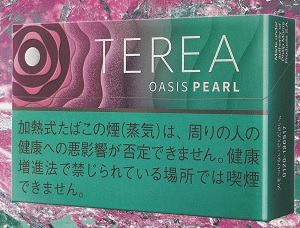 TEREA
OASIS PEARL
加熱式たばこの煙(蒸気)は、周りの人の
健康への悪影響が否定できません。健康
増進法で禁じられている場所では喫煙
できません。
0120-190517